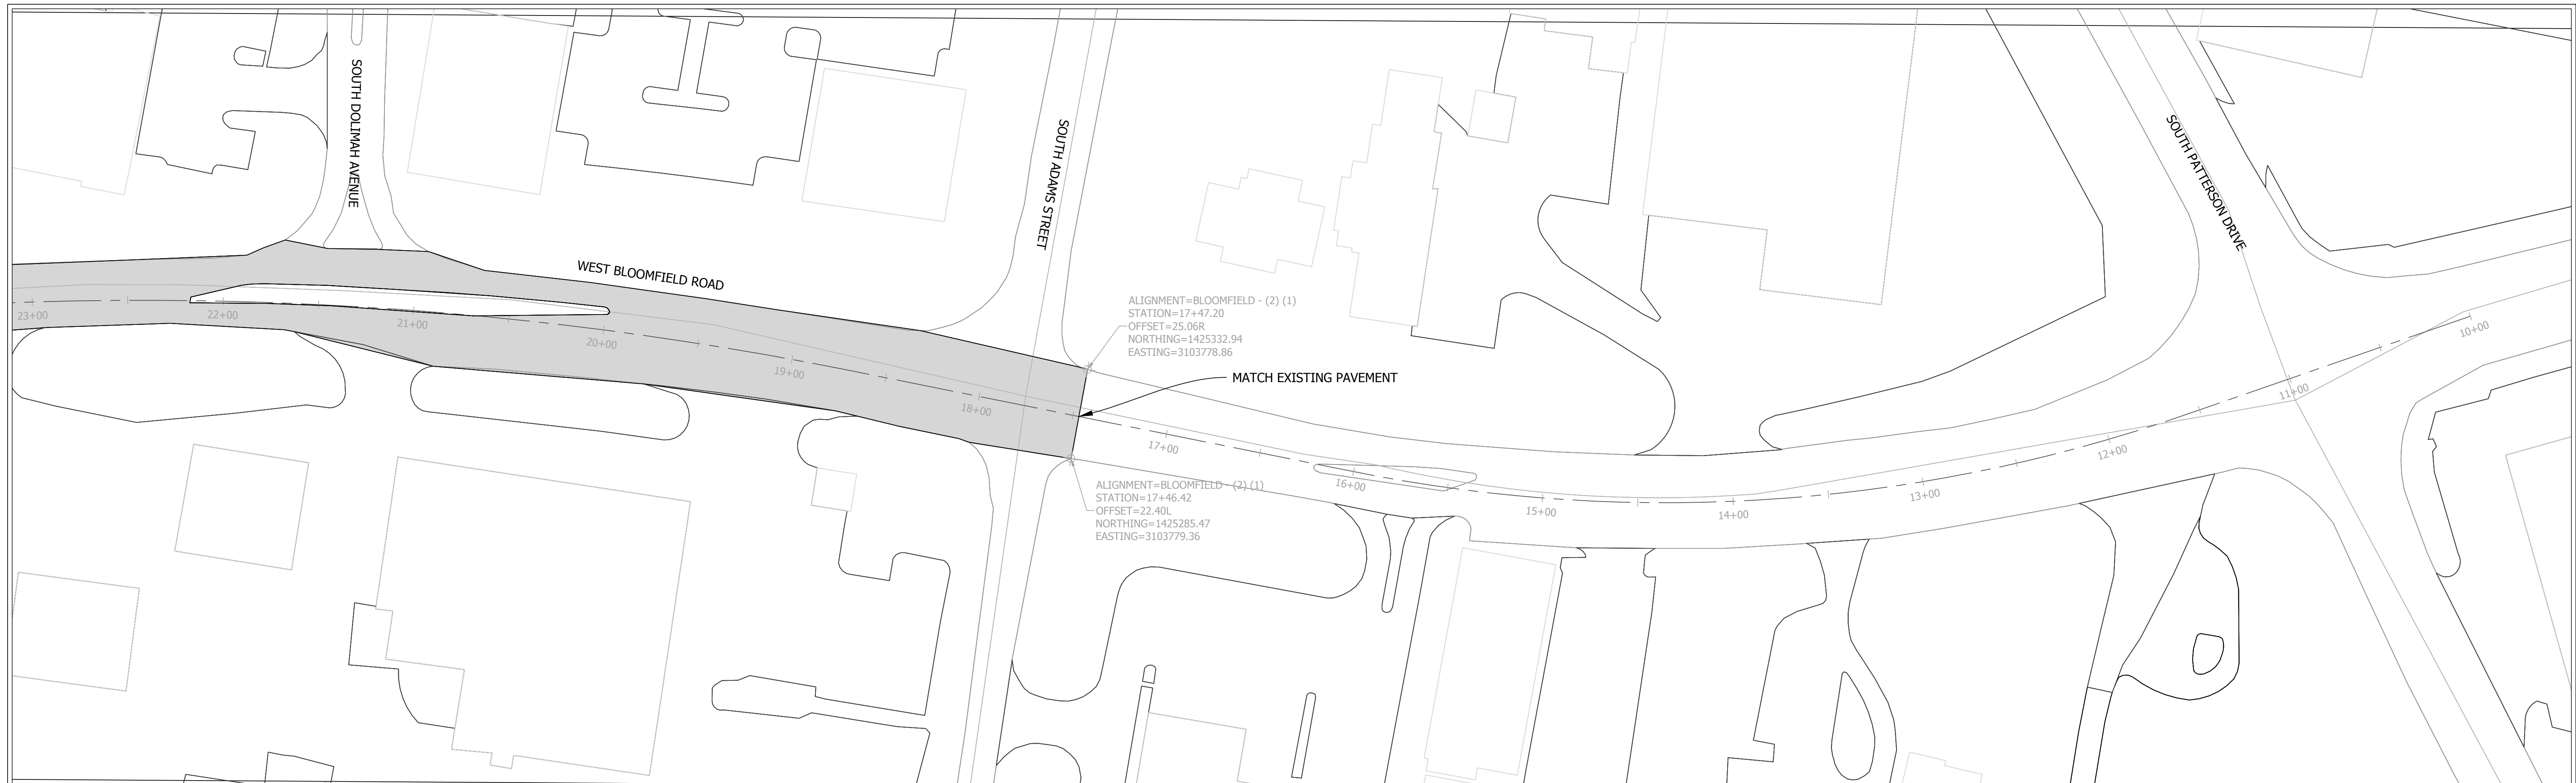 SOUTH DOLIMAH AVENUE
SOUTH ADAMS STREET
SOUTH PATTERSON DRIVE
WEST BLOOMFIELD ROAD
ALIGNMENT=BLOOMFIELD - (2) (1)
STATION=17+47.20
OFFSET=25.06R
NORTHING=1425332.94
EASTING=3103778.86
MATCH EXISTING PAVEMENT
23+00
22+00
21+00
20+00
19+00
18+00
17+00
16+00
15+00
14+00
13+00
12+00
11+00
10+00
ALIGNMENT=BLOOMFIELD - (2) (1)
STATION=17+46.42
OFFSET=22.40L
NORTHING=1425285.47
EASTING=3103779.36